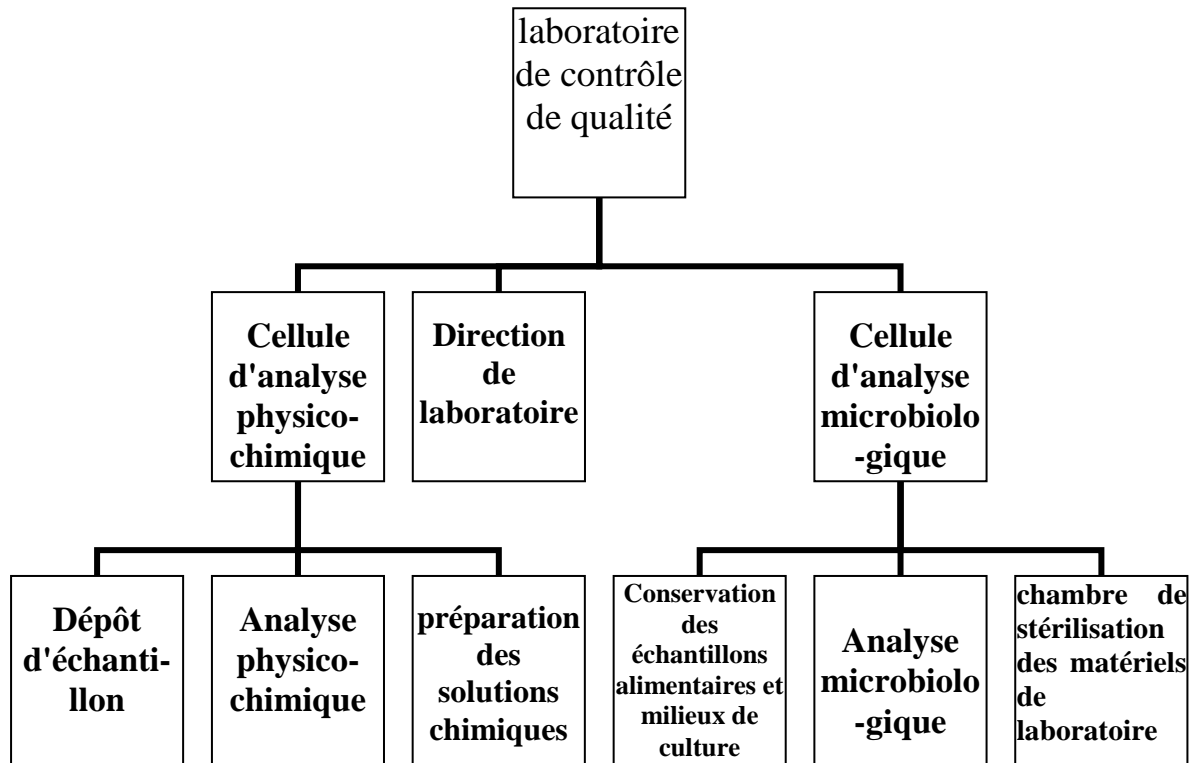 laboratoire
de contrôle
de qualité
Cellule
d'analyse
physico-
chimique
Direction
de
laboratoire
Cellule
d'analyse
microbiolo
-gique
Dépôt
d'échanti-
llon
Analyse
physico-
chimique
préparation
des
solutions
chimiques
Conservation
des
échantillons
alimentaires et
milieux de
culture
Analyse
microbiolo
-gique
chambre de
stérilisation
des matériels
de
laboratoire